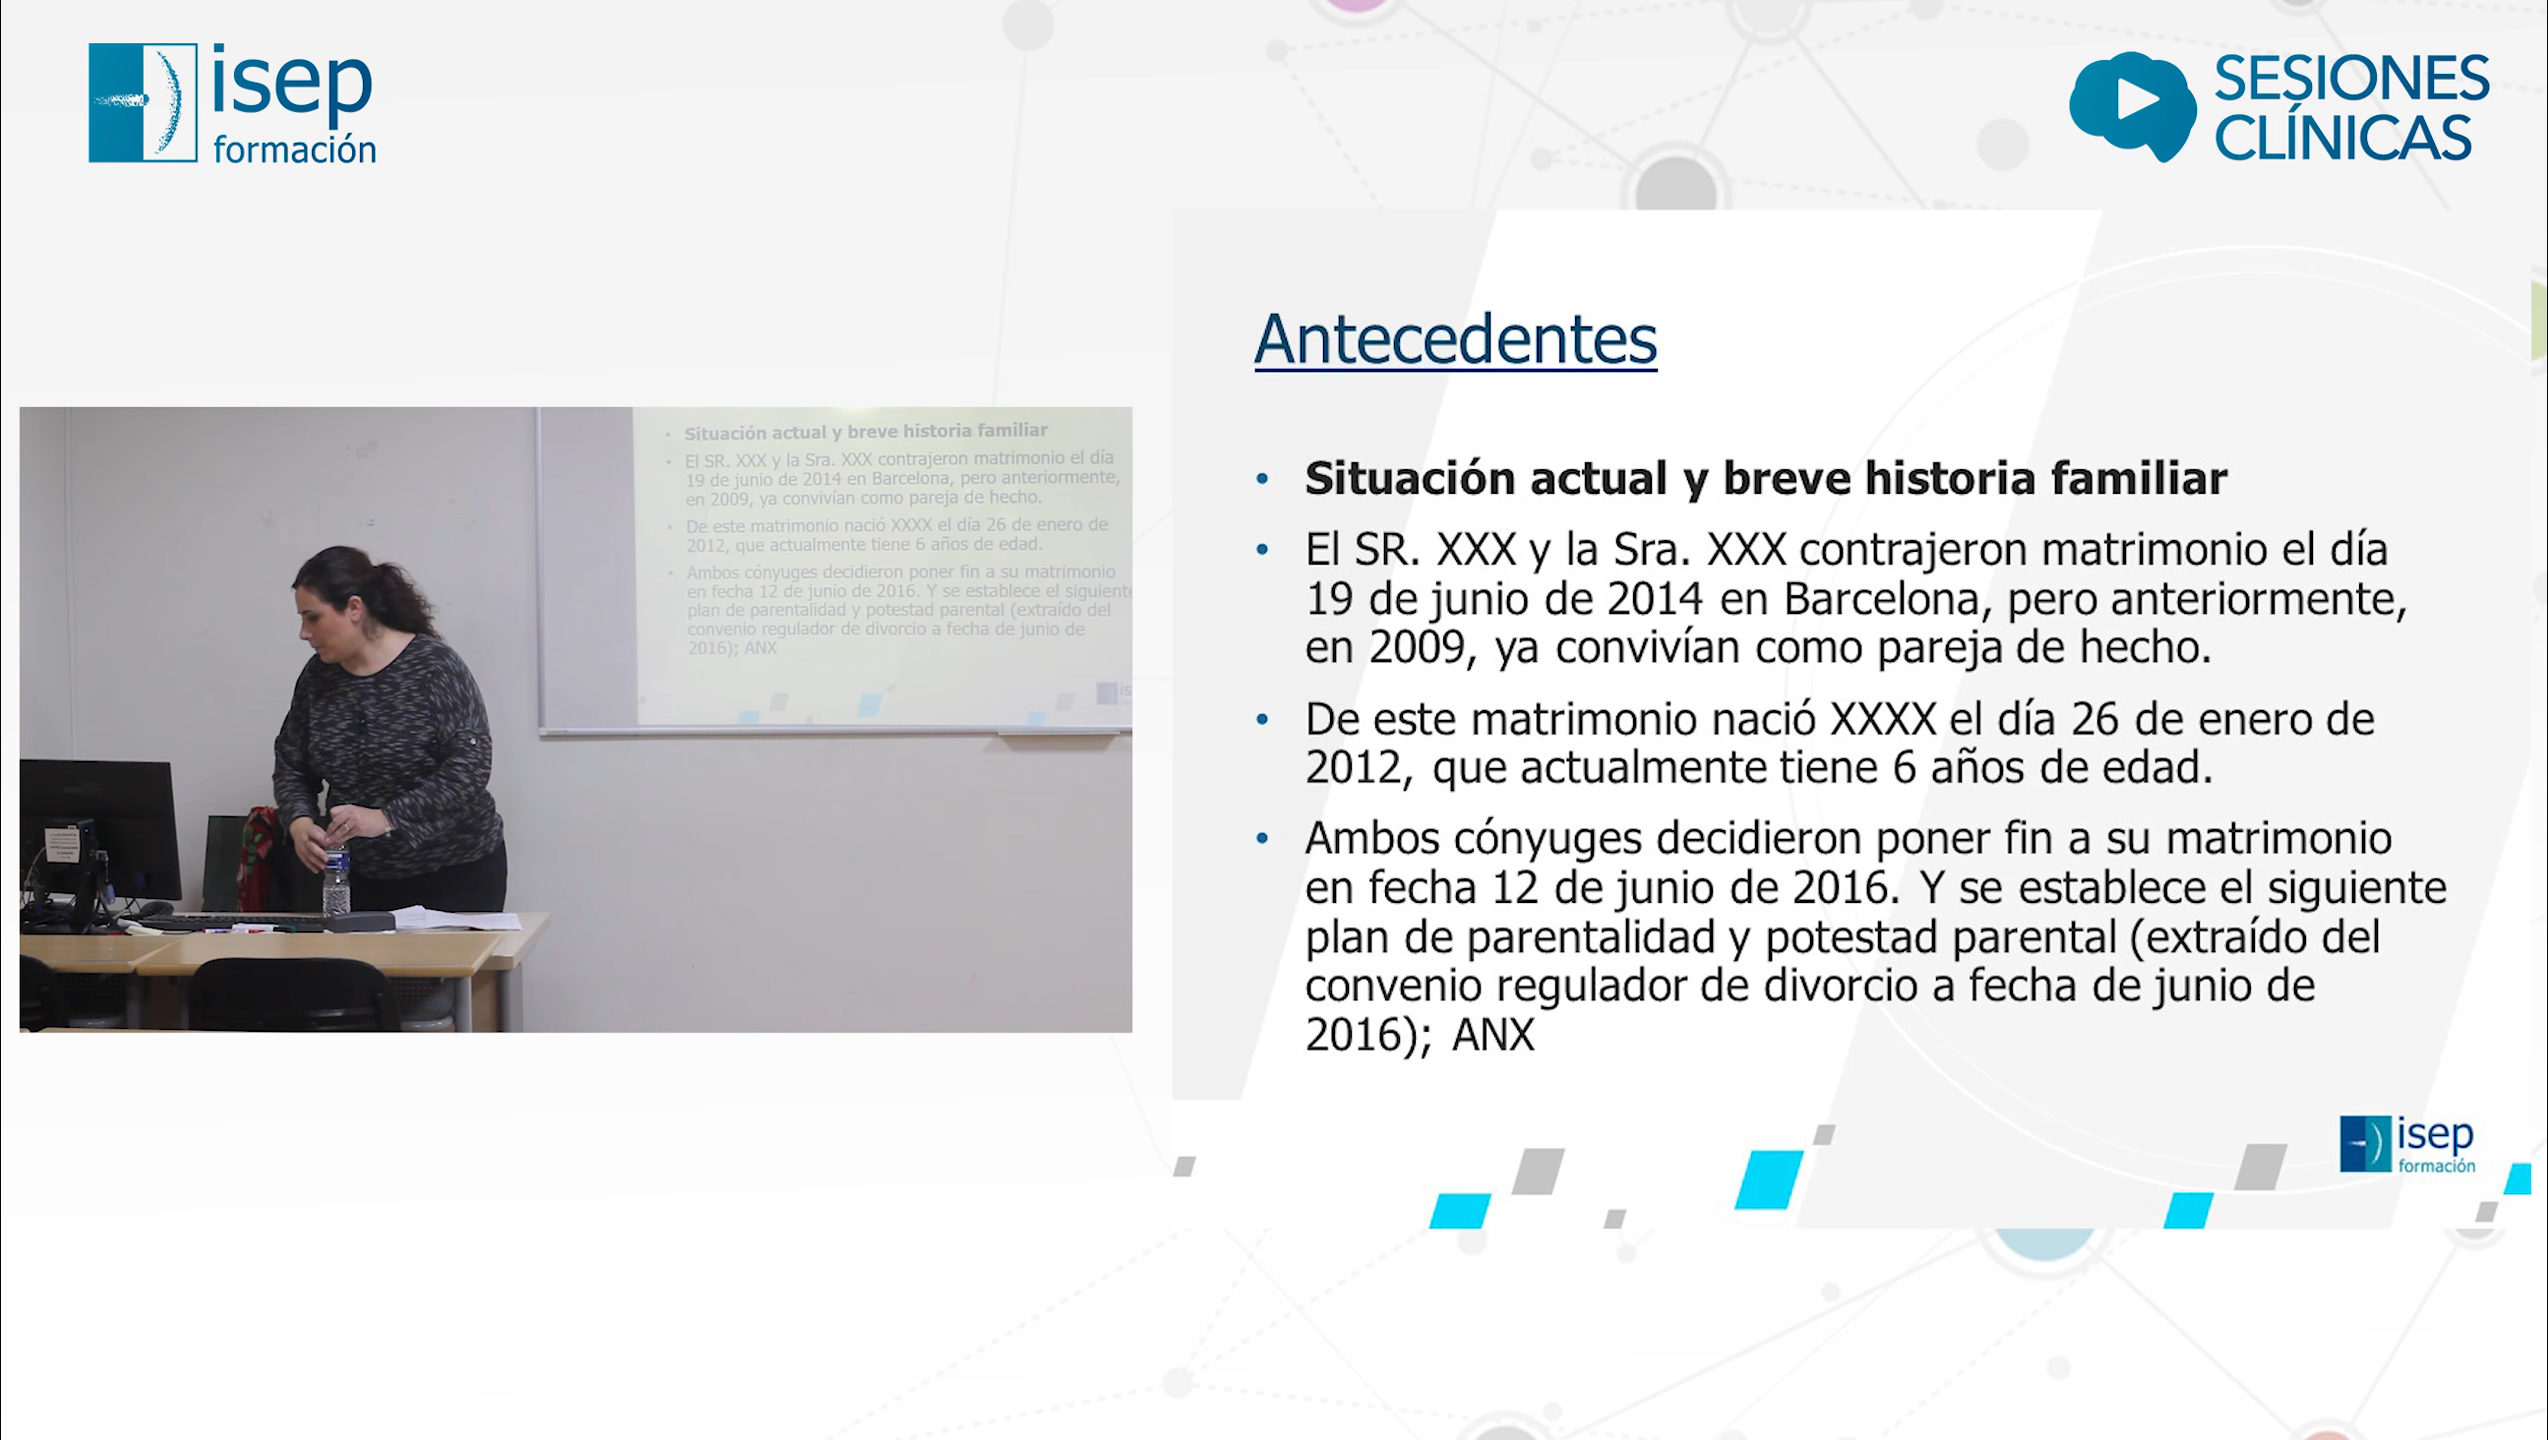 isep
formación
SESIONES
CLÍNICAS
• Situación actual y breve historia familiar
• El SR. XXX y la Sra. XXX contrajeron matrimonio el día
19 de junio de 2014 en Barcelona, pero anteriormente,
en 2009, ya convivían como pareja de hecho.
• De este matrimonio nació XXXX el día 26 de enero de
2012, que actualmente tiene 6 años de edad.
• Ambos cónyuges decidieron poner fin a su matrimonio
en fecha 12 de junio de 2016. Y se establece el siguiente
plan de parentalidad y potestad parental (extraído del
convenio regulador de divorcio a fecha de junio de
2016); ANX
Antecedentes
• Situación actual y breve historia familiar
• El SR. XXX y la Sra. XXX contrajeron matrimonio el día
19 de junio de 2014 en Barcelona, pero anteriormente,
en 2009, ya convivían como pareja de hecho.
• De este matrimonio nació XXXX el día 26 de enero de
2012, que actualmente tiene 6 años de edad.
• Ambos cónyuges decidieron poner fin a su matrimonio
en fecha 12 de junio de 2016. Y se establece el siguiente
plan de parentalidad y potestad parental (extraído del
convenio regulador de divorcio a fecha de junio de
2016); ANX
isep
formación